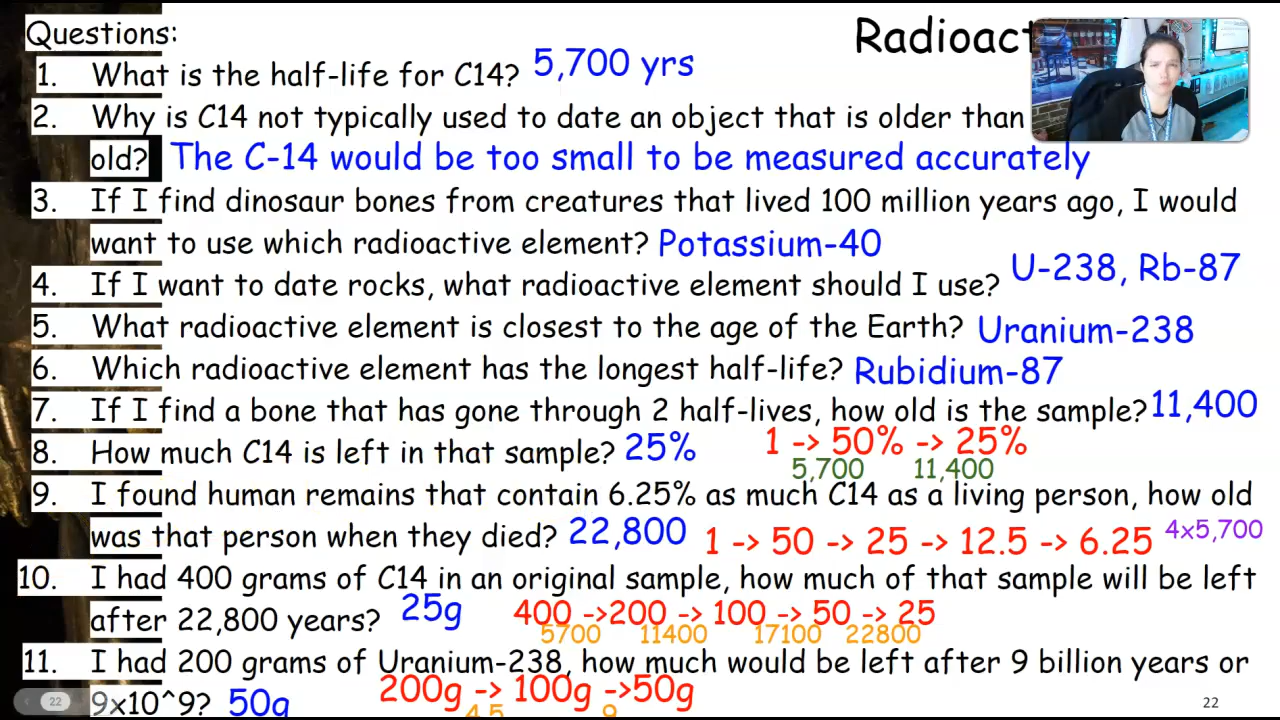 Questions:
Radioact
1. What is the half-life for C14? 5,700 yrs
2. Why is C14 not typically used to date an object that is older than
old? The C-14 would be too small to be measured accurately
3. If I find dinosaur bones from creatures that lived 100 million years ago, I would
want to use which radioactive element? Potassium-40
4. If I want to date rocks, what radioactive element should I use? U-238, Rb-87
5. What radioactive element is closest to the age of the Earth? Uranium-238
6. Which radioactive element has the longest half-life? Rubidium-87
7. If I find a bone that has gone through 2 half-lives, how old is the sample? 11,400
8. How much C14 is left in that sample? 25% 1 -> 50% -> 25%
5,700 11,400
9. I found human remains that contain 6.25% as much C14 as a living person, how old
was that person when they died? 22,800 1 -> 50 -> 25 -> 12.5 -> 6.25 4x5,700
10. I had 400 grams of C14 in an original sample, how much of that sample will be left
after 22,800 years? 25g 400 ->200 -> 100 -> 50 -> 25
5700 11400 17100 22800
11. I had 200 grams of Uranium-238, how much would be left after 9 billion years or
9x10^9? 50g 200g -> 100g ->50g
4.5 9
22
22